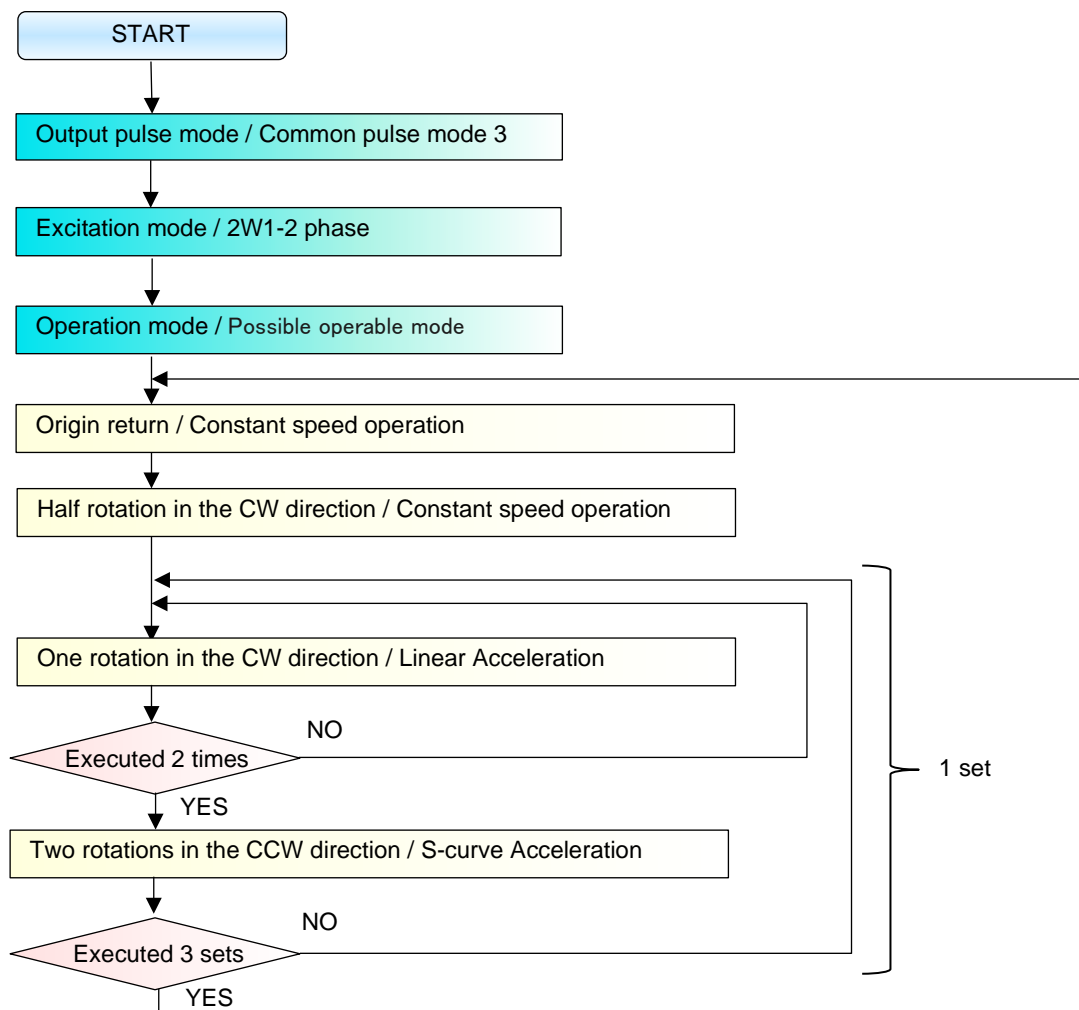 START
Output pulse mode / Common pulse mode 3
Excitation mode / 2W1-2 phase
Operation mode / Possible operable mode
Origin return / Constant speed operation
Half rotation in the CW direction / Constant speed operation
One rotation in the CW direction / Linear Acceleration
NO
Executed 2 times
1 set
YES
Two rotations in the CCW direction / S-curve Acceleration
NO
Executed 3 sets
YES